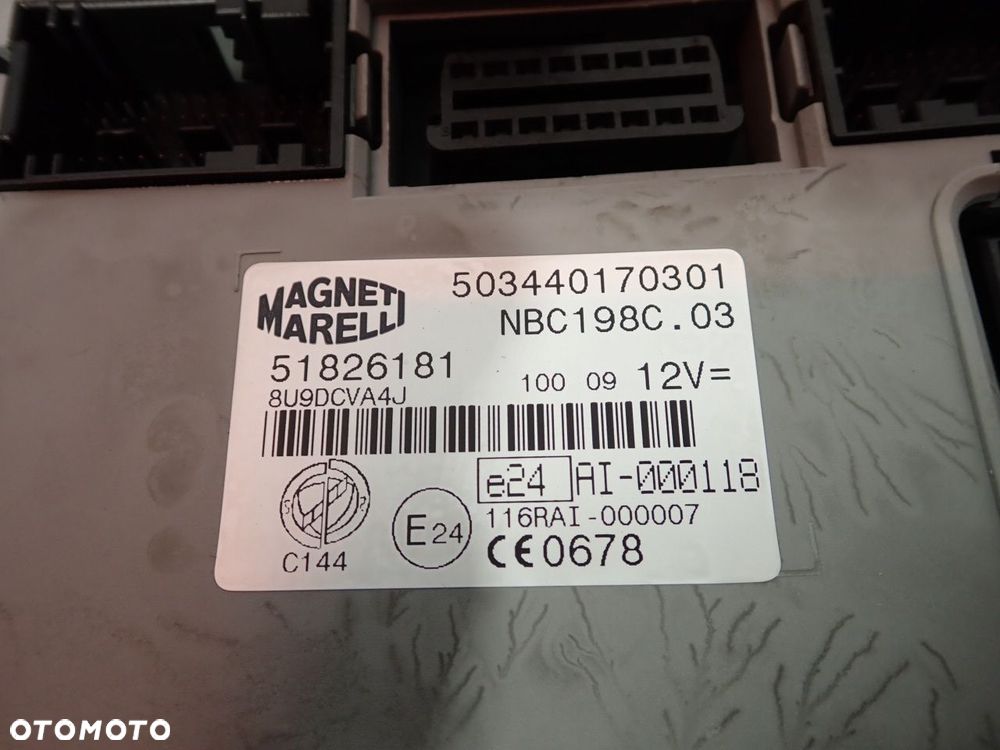 MAGNETI
MARELLI
503440170301
NBC198C.03
51826181
100 09 12V=
8U9DCVA4J
e24 AI-000118
116RAI-000007
E24
CE0678
C144
OTOMOTO